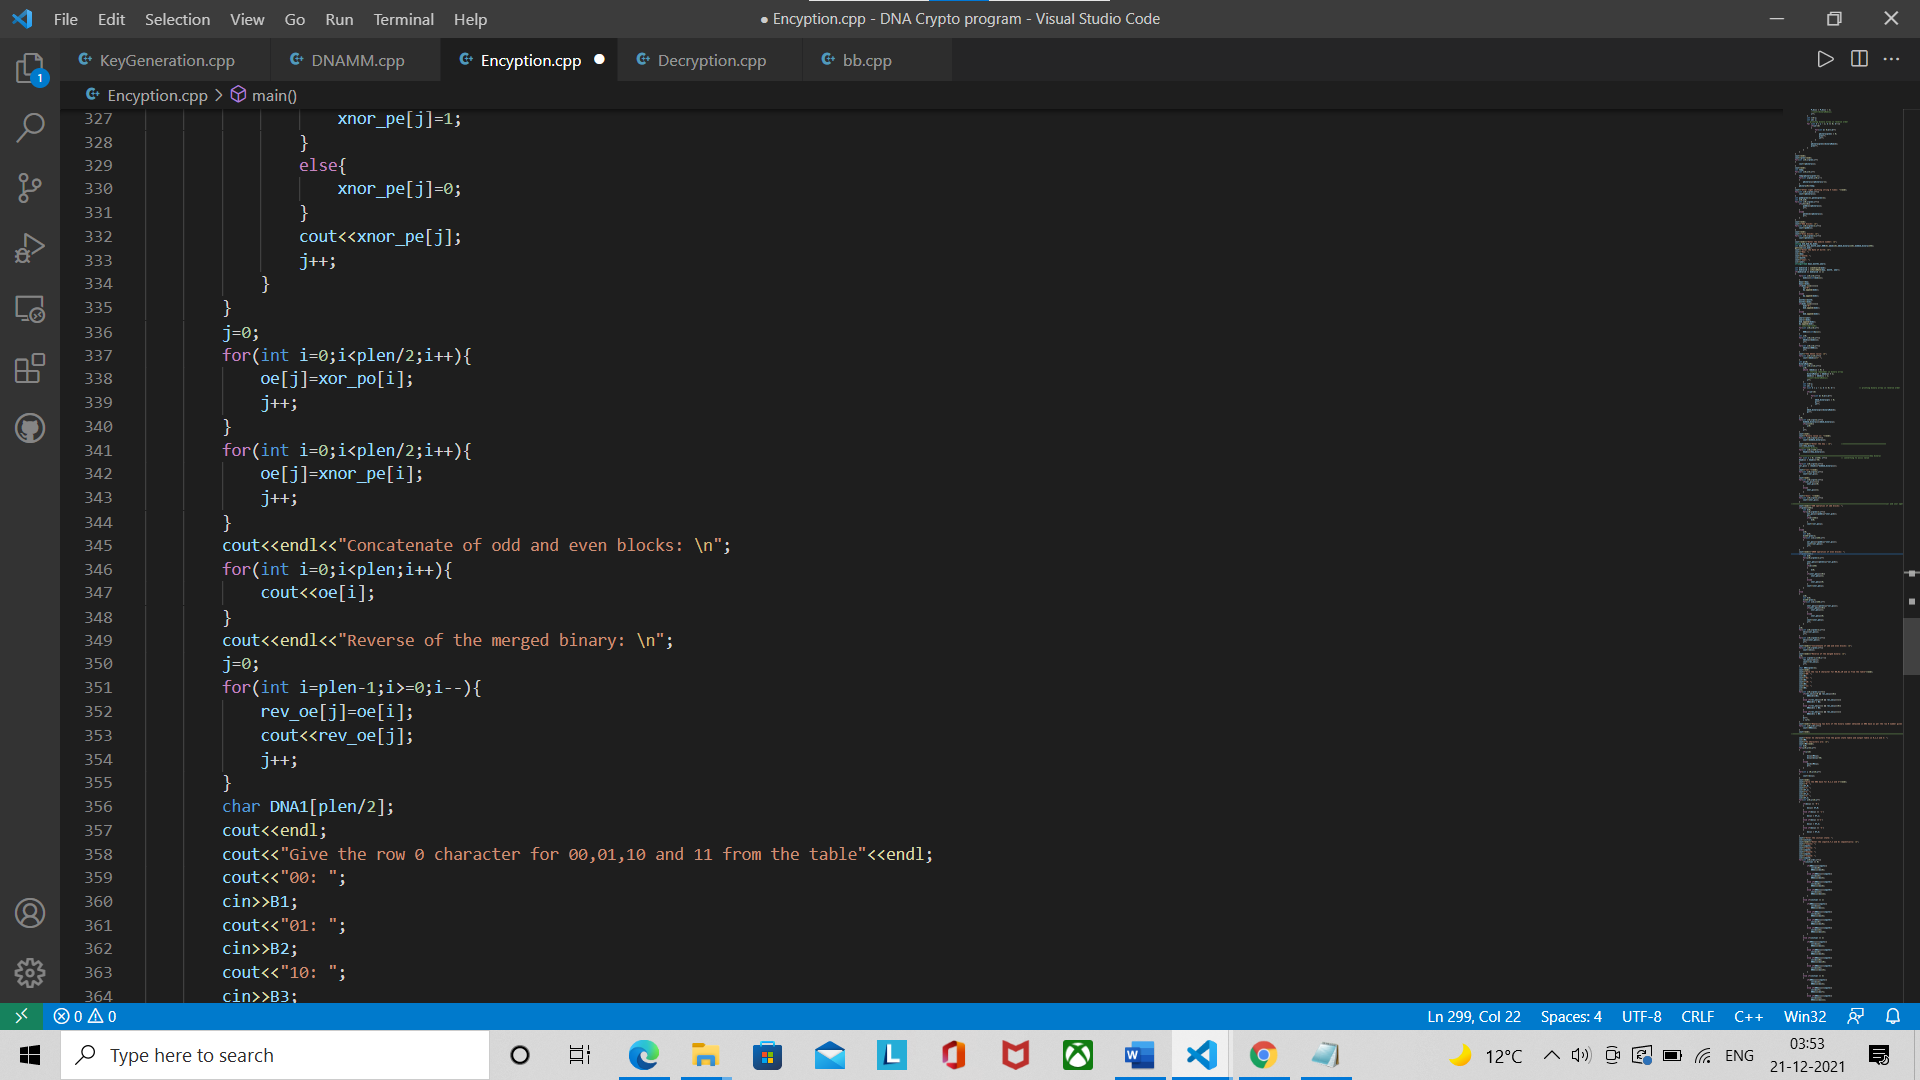 File Edit Selection View Go Run Terminal Help
● Encyption.cpp - DNA Crypto program - Visual Studio Code
KeyGeneration.cpp DNAMM.cpp Encyption.cpp ● Decryption.cpp bb.cpp
1
Encyption.cpp > main()
327 xnor_pe[j]=1;
328 }
329 else{
330 xnor_pe[j]=0;
331 }
332 cout<<xnor_pe[j];
333 j++;
334 }
335 }
336 j=0;
337 for(int i=0;i<plen/2;i++){
338 oe[j]=xor_po[i];
339 j++;
340 }
341 for(int i=0;i<plen/2;i++){
342 oe[j]=xnor_pe[i];
343 j++;
344 }
345 cout<<endl<<"Concatenate of odd and even blocks: \n";
346 for(int i=0;i<plen;i++){
347 cout<<oe[i];
348 }
349 cout<<endl<<"Reverse of the merged binary: \n";
350 j=0;
351 for(int i=plen-1;i>=0;i--){
352 rev_oe[j]=oe[i];
353 cout<<rev_oe[j];
354 j++;
355 }
356 char DNA1[plen/2];
357 cout<<endl;
358 cout<<"Give the row 0 character for 00,01,10 and 11 from the table"<<endl;
359 cout<<"00: ";
360 cin>>B1;
361 cout<<"01: ";
362 cin>>B2;
363 cout<<"10: ";
364 cin>>B3;
0 0 Ln 299, Col 22 Spaces: 4 UTF-8 CRLF C++ Win32
Type here to search
L
W
12°C ENG
03:53
21-12-2021